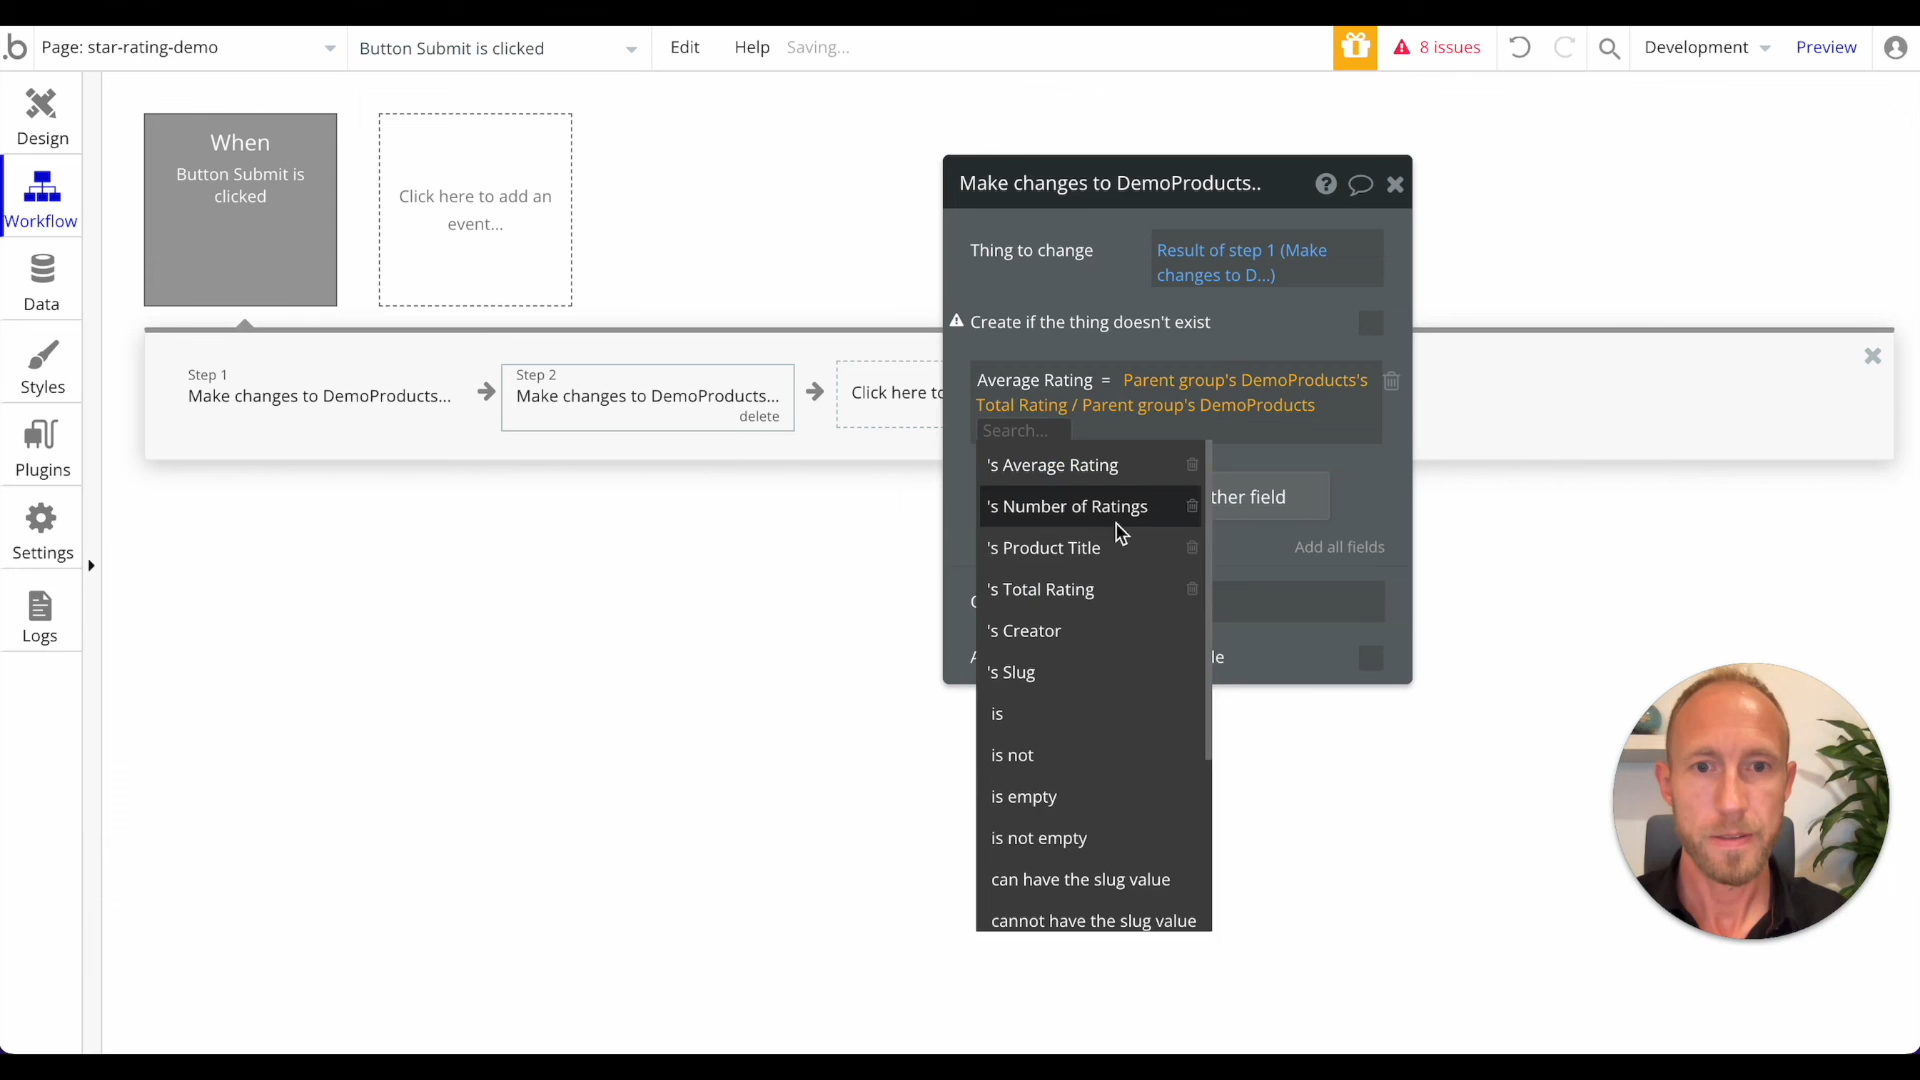 Page: star-rating-demo
Button Submit is clicked
Edit
Help
Saving...
8 issues
Development
Preview
Design
Workflow
Data
Styles
Plugins
Settings
Logs
When
Button Submit is
clicked
Click here to add an
event...
Step 1
Make changes to DemoProducts...
Step 2
Make changes to DemoProducts...
delete
Click here to
Make changes to DemoProducts..
Thing to change
Result of step 1 (Make
changes to D...)
Create if the thing doesn't exist
Average Rating = Parent group's DemoProducts's
Total Rating / Parent group's DemoProducts
Search...
's Average Rating
's Number of Ratings
's Product Title
's Total Rating
's Creator
's Slug
is
is not
is empty
is not empty
can have the slug value
cannot have the slug value
field
Add all fields